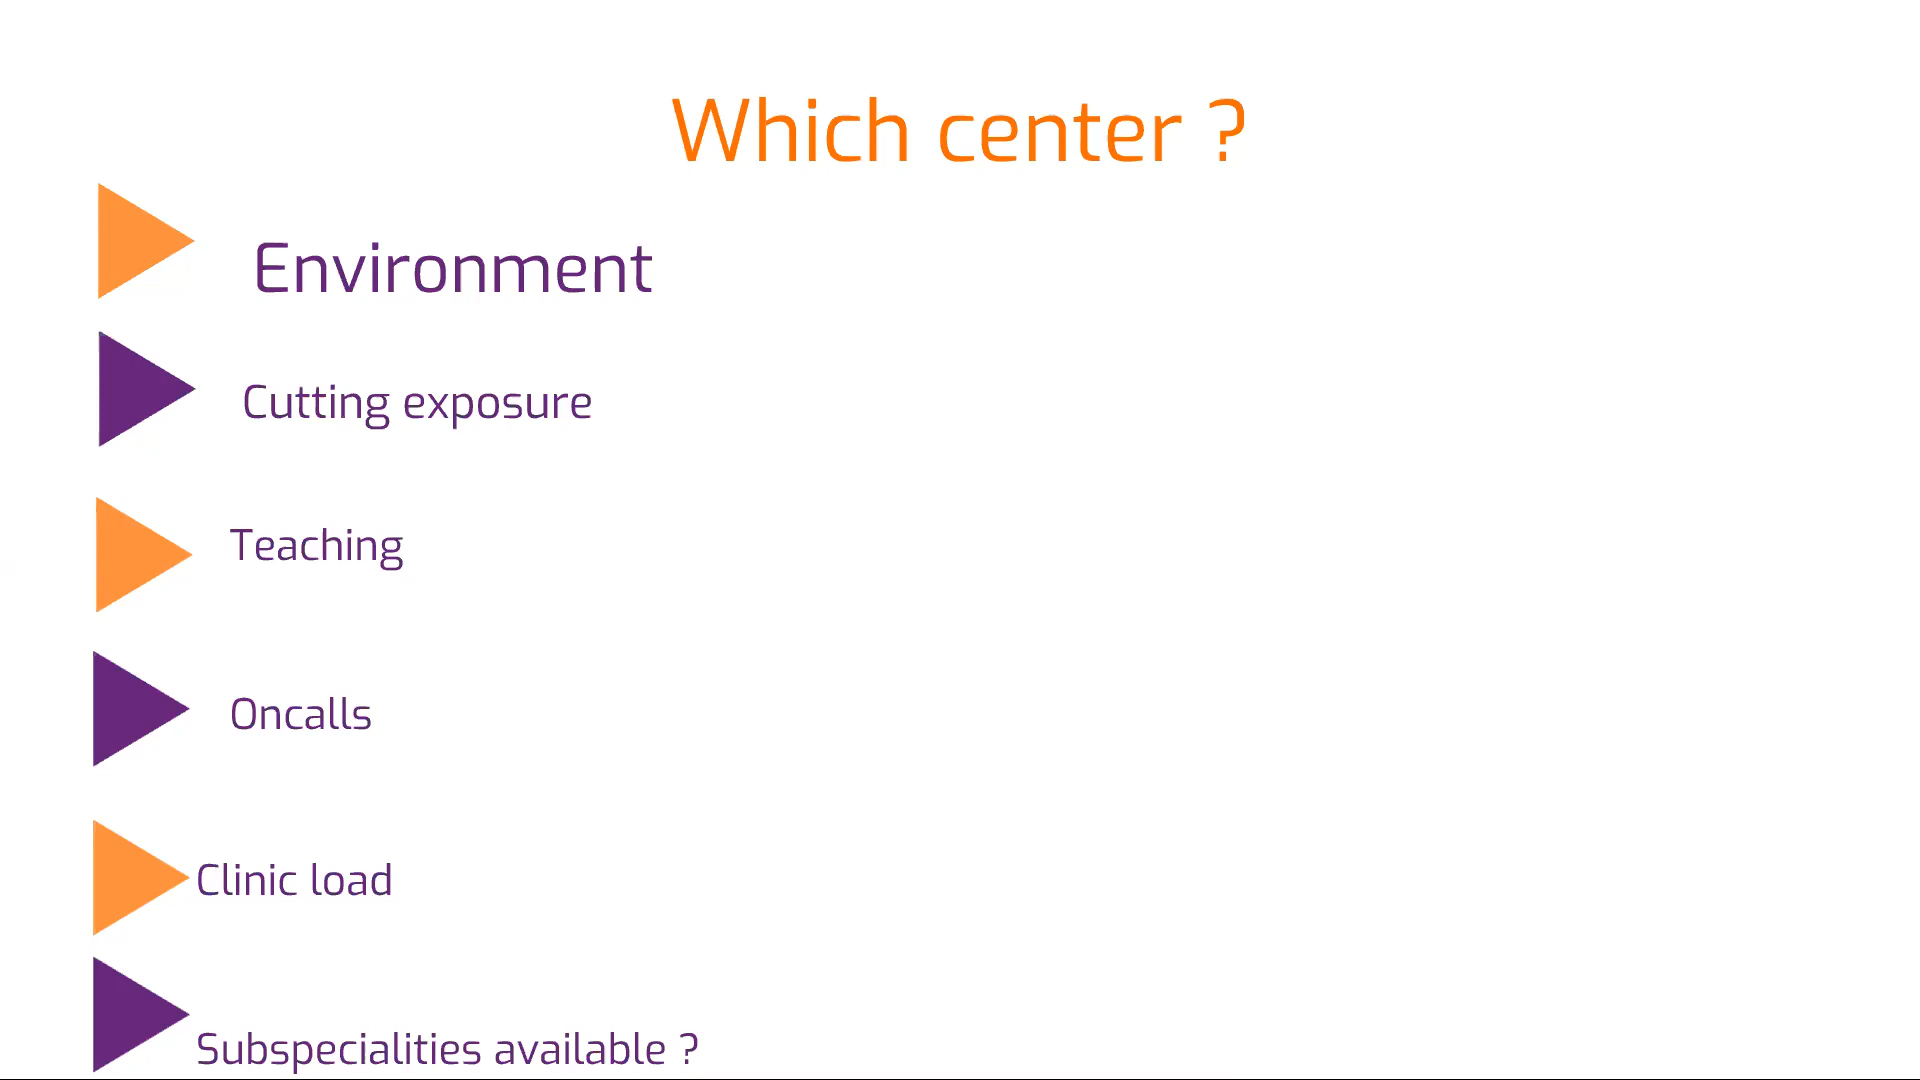 Which center ?
Environment
Cutting exposure
Teaching
Oncalls
Clinic load
Subspecialities available ?